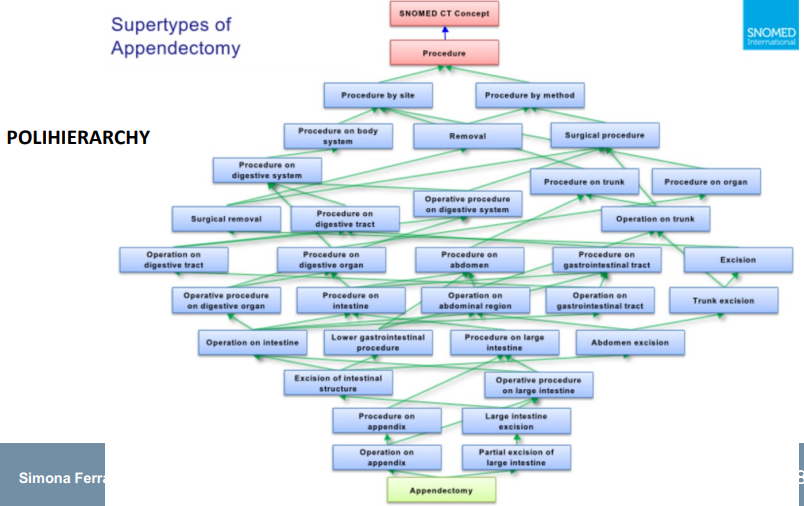 Supertypes of
Appendectomy
SNOMED CT Concept
SNOMED
International
Procedure
Procedure by site
Procedure by method
POLIHIERARCHY
Procedure on body
system
Removal
Surgical procedure
Procedure on
digestive system
Procedure on trunk
Procedure on organ
Surgical removal
Procedure on
digestive tract
Operative procedure
on digestive system
Operation on trunk
Operation on
digestive tract
Procedure on
digestive organ
Procedure on
abdomen
Procedure on
gastrointestinal tract
Excision
Operative procedure
on digestive organ
Procedure on
intestine
Operation on
abdominal region
Operation on
gastrointestinal tract
Trunk excision
Operation on intestine
Lower gastrointestinal
procedure
Procedure on large
intestine
Abdomen excision
Excision of intestinal
structure
Operative procedure
on large intestine
Procedure on
appendix
Large intestine
excision
Operation on
appendix
Partial excision of
large intestine
Simona Ferra
Appendectomy